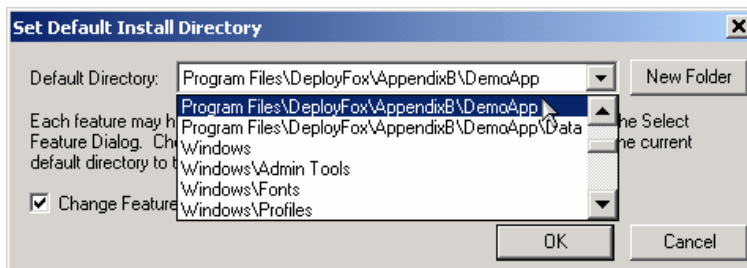 Set Default Install Directory
Default Directory: Program Files\DeployFox\AppendixB\DemoApp New Folder
Program Files\DeployFox\AppendixB\DemoApp
Program Files\DeployFox\AppendixB\DemoApp\Data
Windows
Windows\Admin Tools
Windows\Fonts
Windows\Profiles
Each feature may he Select
Feature Dialog. current
default directory to
Change Feature
OK Cancel